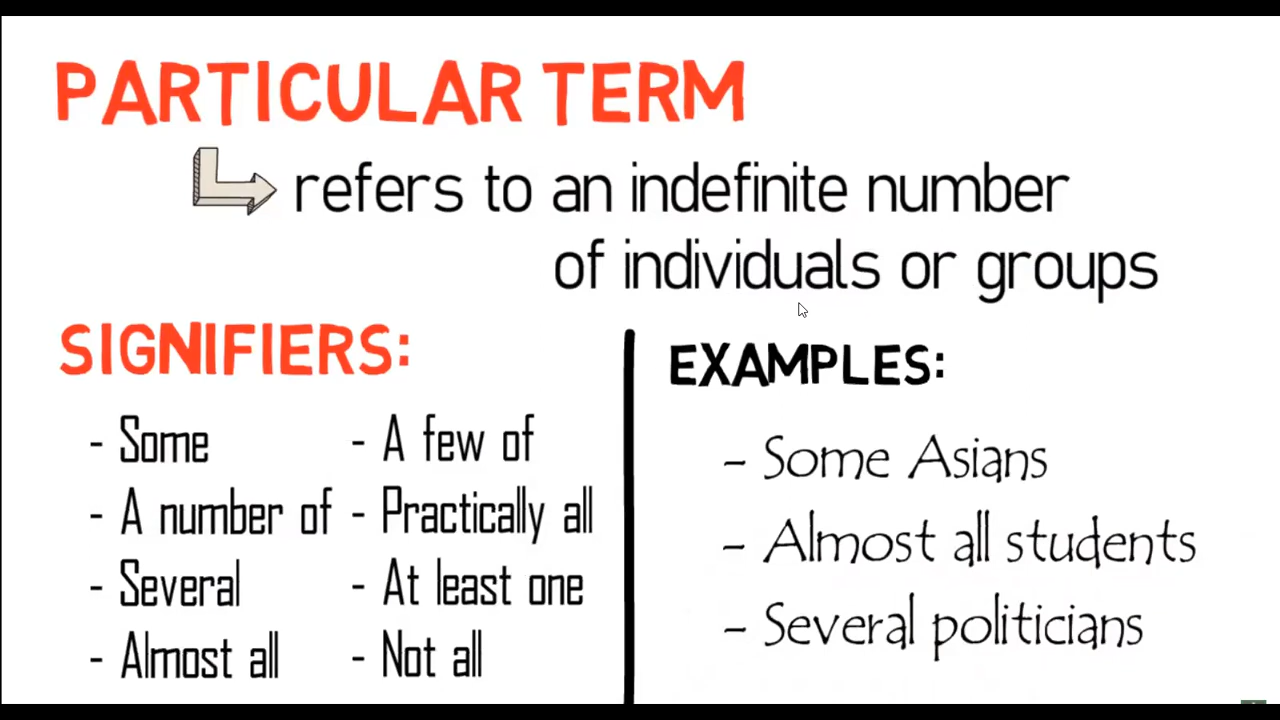 PARTICULAR TERM
refers to an indefinite number
of individuals or groups
SIGNIFIERS:
- Some
- A number of
- Several
- Almost all
- A few of
- Practically all
- At least one
- Not all
EXAMPLES:
- Some Asians
- Almost all students
- Several politicians